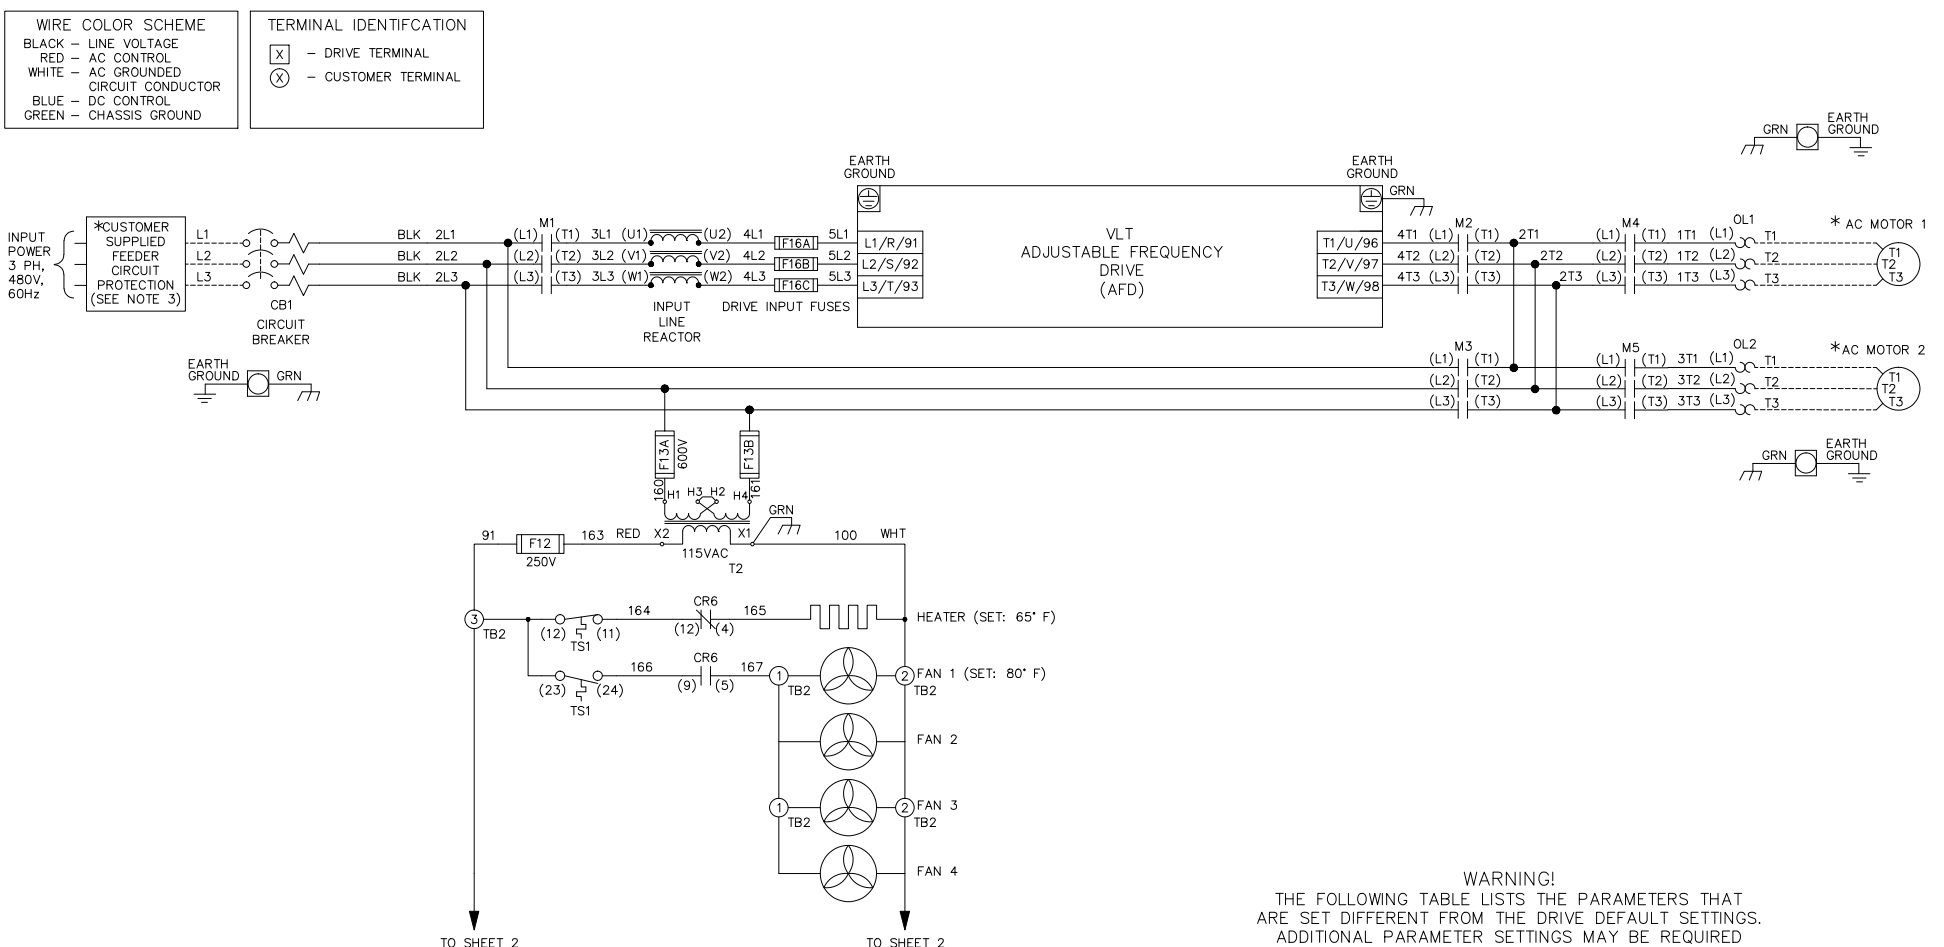 WIRE COLOR SCHEME
BLACK – LINE VOLTAGE
RED – AC CONTROL
WHITE – AC GROUNDED
CIRCUIT CONDUCTOR
BLUE – DC CONTROL
GREEN – CHASSIS GROUND
TERMINAL IDENTIFCATION
X – DRIVE TERMINAL
X – CUSTOMER TERMINAL
GRN
EARTH
GROUND
INPUT
POWER
3 PH,
480V,
60Hz
*CUSTOMER
SUPPLIED
FEEDER
CIRCUIT
PROTECTION
(SEE NOTE 3)
L1
L2
L3
CB1
CIRCUIT
BREAKER
EARTH
GROUND
GRN
BLK 2L1
BLK 2L2
BLK 2L3
M1
(L1) (T1) 3L1 (U1) (U2) 4L1 F16A 5L1
(L2) (T2) 3L2 (V1) (V2) 4L2 F16B 5L2
(L3) (T3) 3L3 (W1) (W2) 4L3 F16C 5L3
INPUT
LINE
REACTOR
DRIVE INPUT FUSES
EARTH
GROUND
L1/R/91
L2/S/92
L3/T/93
VLT
ADJUSTABLE FREQUENCY
DRIVE
(AFD)
EARTH
GROUND
GRN
T1/U/96
T2/V/97
T3/W/98
M2 M4 OL1
4T1 (L1) (T1) 2T1 (L1) (T1) 1T1 (L1) T1
4T2 (L2) (T2) 2T2 (L2) (T2) 1T2 (L2) T2
4T3 (L3) (T3) 2T3 (L3) (T3) 1T3 (L3) T3
* AC MOTOR 1
T1
T2
T3
M3 M5 OL2
(L1) (T1) (L1) (T1) 3T1 (L1) T1
(L2) (T2) (L2) (T2) 3T2 (L2) T2
(L3) (T3) (L3) (T3) 3T3 (L3) T3
*AC MOTOR 2
T1
T2
T3
GRN
EARTH
GROUND
F13A
600V
F13B
160
161
H1 H3 H2 H4
GRN
91 F12 163 RED X2 X1 100 WHT
250V
115VAC
T2
3
TB2
(12) (11)
TS1
164
CR6
(12) (4)
165
HEATER (SET: 65° F)
(23) (24)
TS1
166
CR6
(9) (5)
167
1
TB2
2
TB2
FAN 1 (SET: 80° F)
FAN 2
1
TB2
2
TB2
FAN 3
FAN 4
TO SHEET 2
TO SHEET 2
WARNING!
THE FOLLOWING TABLE LISTS THE PARAMETERS THAT
ARE SET DIFFERENT FROM THE DRIVE DEFAULT SETTINGS.
ADDITIONAL PARAMETER SETTINGS MAY BE REQUIRED